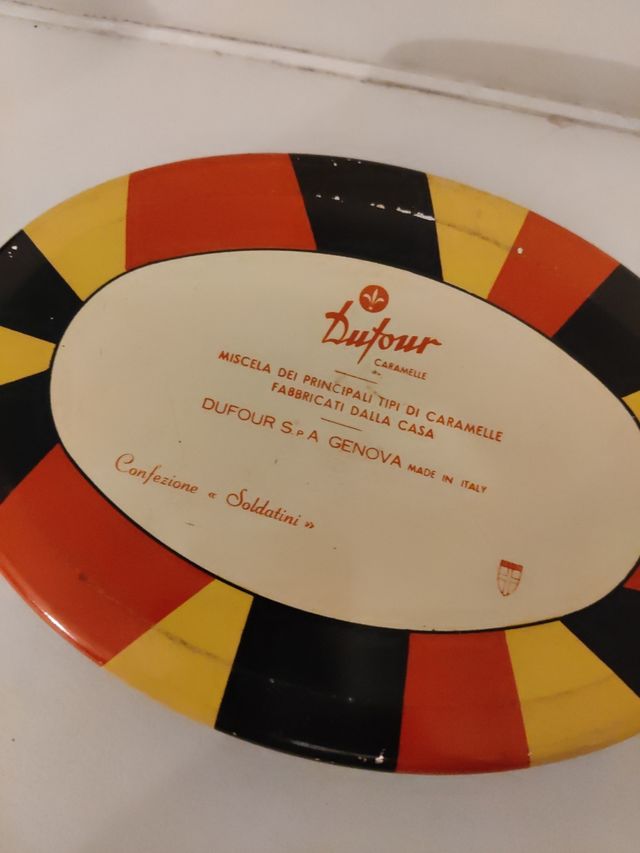 Dufour
CARAMELLE
MISCELA DEI PRINCIPALI TIPI DI CARAMELLE
FABBRICATI DALLA CASA
DUFOUR S.P A GENOVA MADE IN ITALY
Confezione « Soldatini »